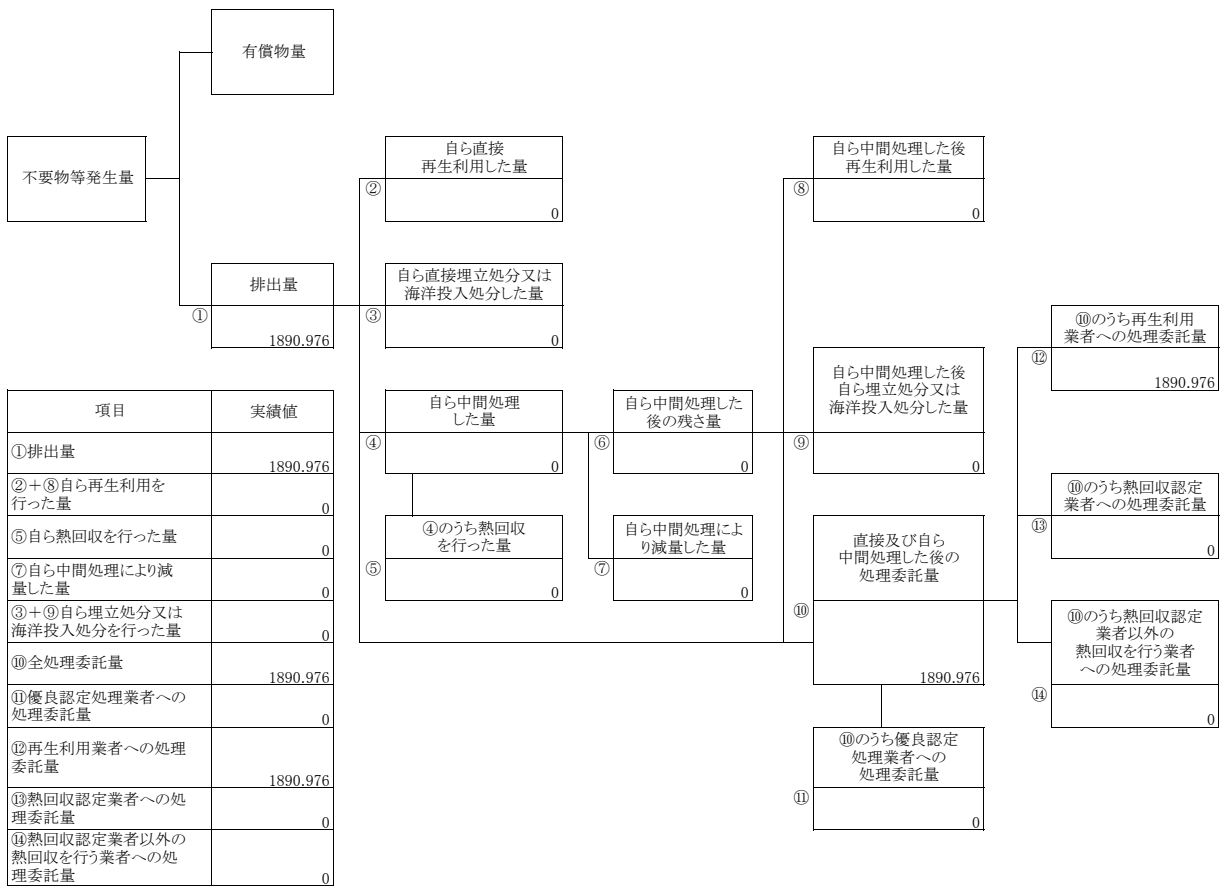 有償物量
不要物等発生量
排出量
①
1890.976
自ら直接
再生利用した量
②
0
自ら直接埋立処分又は
海洋投入処分した量
③
0
自ら中間処理
した量
④
0
④のうち熱回収
を行った量
⑤
0
自ら中間処理した
後の残さ量
⑥
0
自ら中間処理によ
り減量した量
⑦
0
自ら中間処理した後
再生利用した量
⑧
0
自ら中間処理した後
自ら埋立処分又は
海洋投入処分した量
⑨
0
直接及び自ら
中間処理した後の
処理委託量
⑩
1890.976
⑩のうち優良認定
処理業者への
処理委託量
⑪
0
⑩のうち再生利用
業者への処理委託量
⑫
1890.976
⑩のうち熱回収認定
業者への処理委託量
⑬
0
⑩のうち熱回収認定
業者以外の
熱回収を行う業者
への処理委託量
⑭
0
項目 実績値
①排出量
1890.976
②＋⑧自ら再生利用を
行った量
0
⑤自ら熱回収を行った量
0
⑦自ら中間処理により減
量した量
0
③＋⑨自ら埋立処分又は
海洋投入処分を行った量
0
⑩全処理委託量
1890.976
⑪優良認定処理業者への
処理委託量
0
⑫再生利用業者への処理
委託量
1890.976
⑬熱回収認定業者への処
理委託量
0
⑭熱回収認定業者以外の
熱回収を行う業者への処
理委託量
0